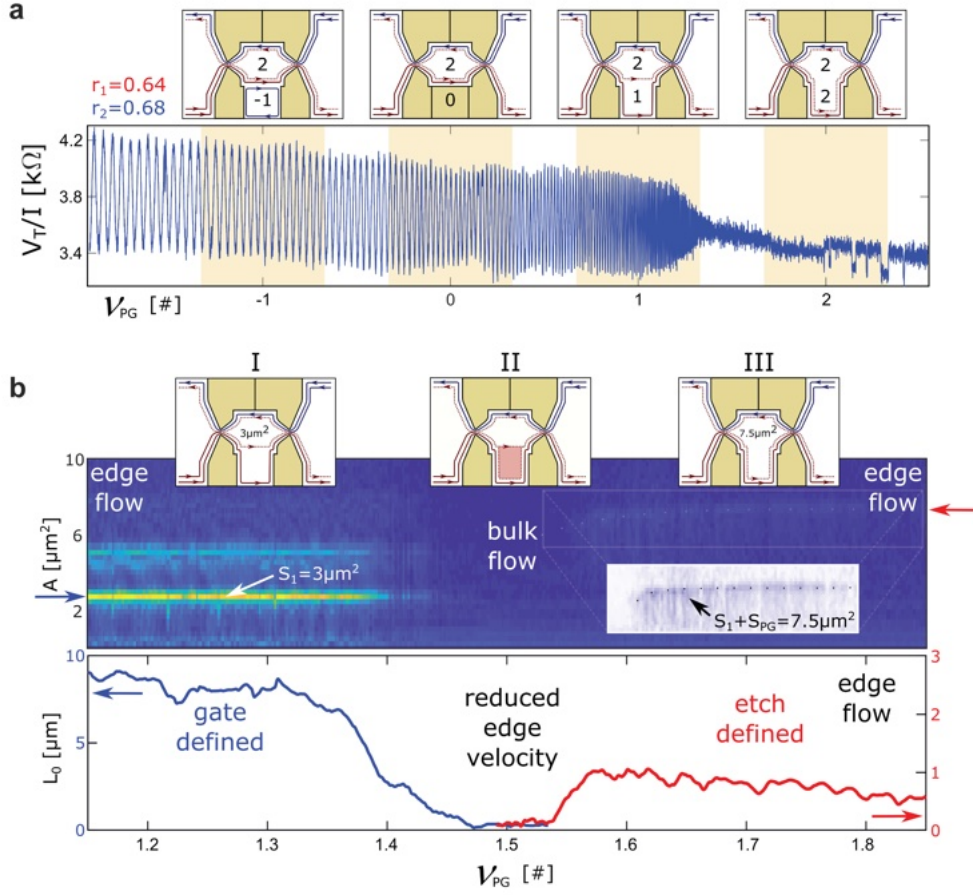 a
r₁=0.64
r₂=0.68
2
-1
2
0
2
1
2
2
V_T/I [kΩ]
4.2
3.8
3.4
-1
0
1
2
ν_PG [#]
b
I
II
III
3μm²
7.5μm²
10
6
2
A [μm²]
edge
flow
S₁=3μm²
bulk
flow
edge
flow
S₁+S_PG=7.5μm²
10
5
0
L₀ [μm]
gate
defined
reduced
edge
velocity
etch
defined
edge
flow
3
2
1
0
1.2
1.3
1.4
1.5
1.6
1.7
1.8
ν_PG [#]